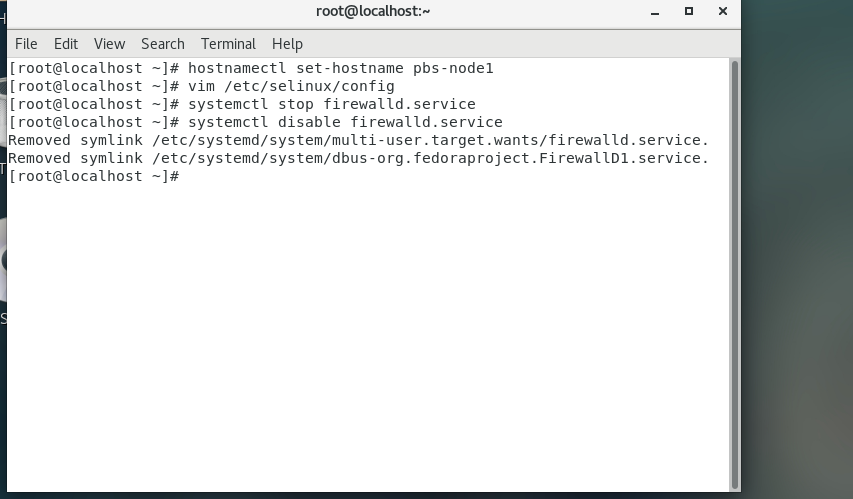 root@localhost:~
File Edit View Search Terminal Help
[root@localhost ~]# hostnamectl set-hostname pbs-node1
[root@localhost ~]# vim /etc/selinux/config
[root@localhost ~]# systemctl stop firewalld.service
[root@localhost ~]# systemctl disable firewalld.service
Removed symlink /etc/systemd/system/multi-user.target.wants/firewalld.service.
Removed symlink /etc/systemd/system/dbus-org.fedoraproject.FirewallD1.service.
[root@localhost ~]#